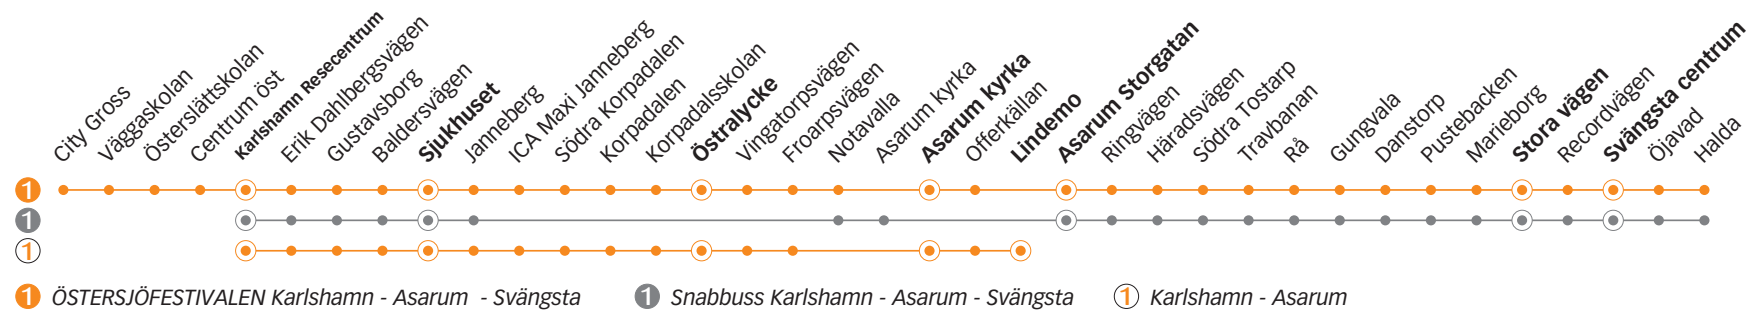 City Gross
Väggaskolan
Österslättskolan
Centrum öst
Karlshamn Resecentrum
Erik Dahlbergsvägen
Gustavsborg
Baldersvägen
Sjukhuset
Janneberg
ICA Maxi Janneberg
Södra Korpadalen
Korpadalen
Korpadalsskolan
Östralycke
Vingatorpsvägen
Froarpsvägen
Notavalla
Asarum Kyrka
Asarum kyrka
Offerkällan
Lindemo
Asarum Storgatan
Ringvägen
Häradsvägen
Södra Tostarp
Travbanan
Rå
Gungvala
Danstorp
Pustebacken
Marieborg
Stora vägen
Recordvägen
Svängsta centrum
Öjavad
Halda
1
1
1
1 ÖSTERSJÖFESTIVALEN Karlshamn - Asarum - Svängsta
1 Snabbuss Karlshamn - Asarum - Svängsta
1 Karlshamn - Asarum